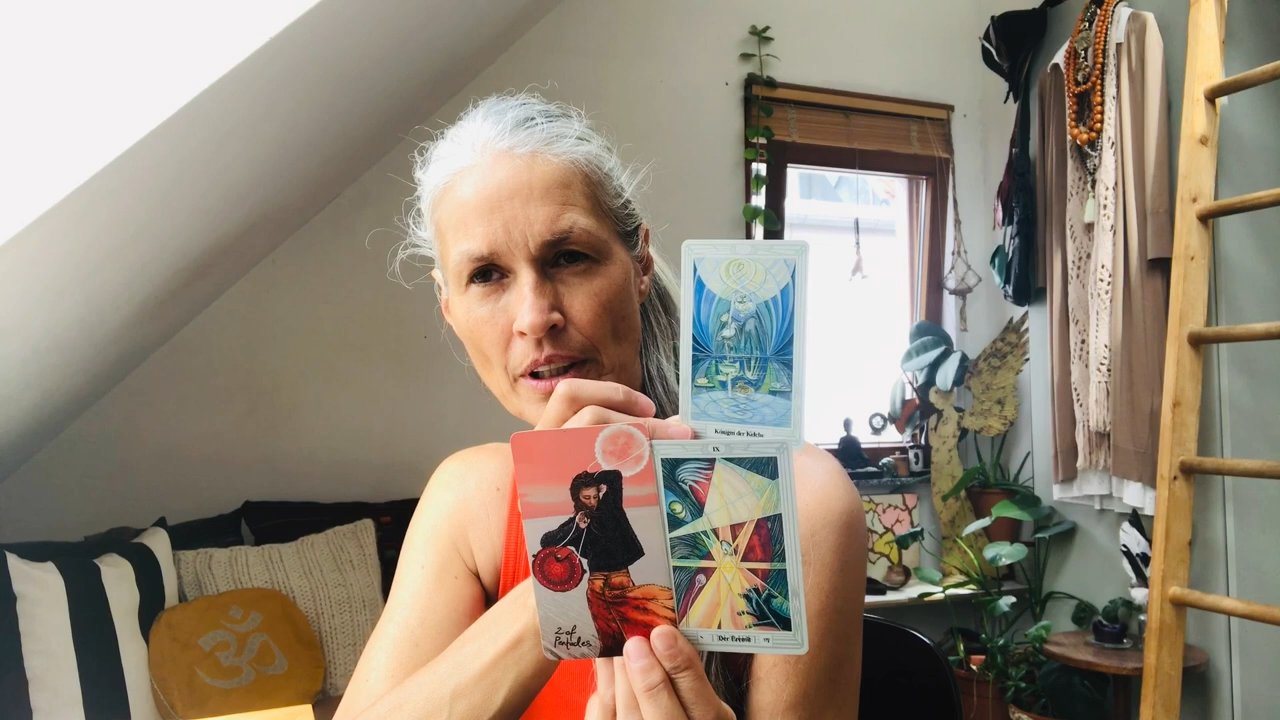 Königin der Kelche
IX
Der Eremit
2 of
Pentacles
ॐ